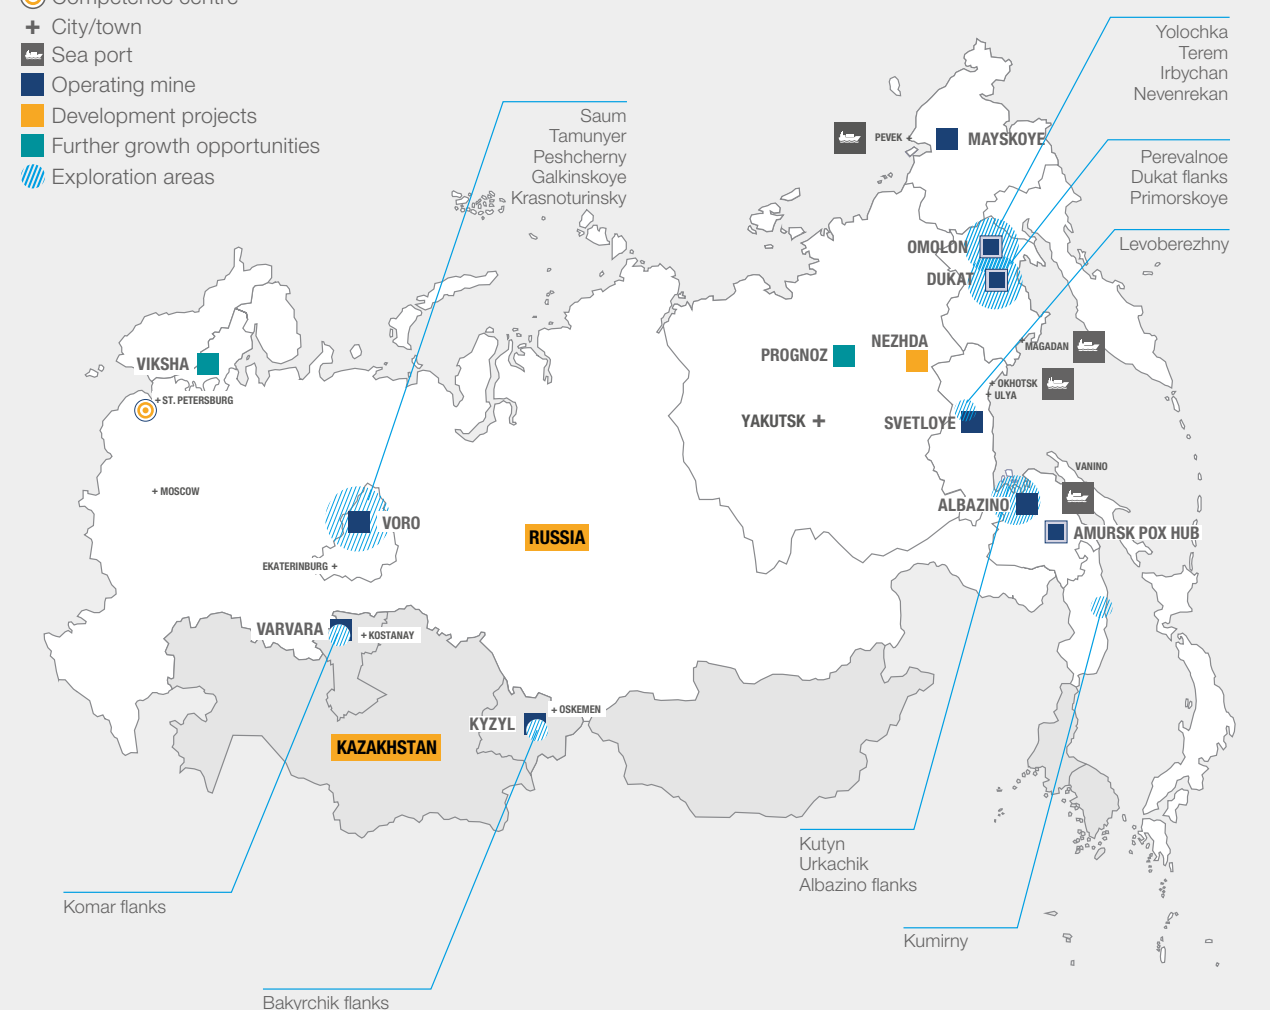 Competence centre
+ City/town
Sea port
Operating mine
Development projects
Further growth opportunities
Exploration areas
Yolochka
Terem
Irbychan
Nevenrekan
Saum
Tamunyer
Peshcherny
Galkinskoye
Krasnoturinsky
PEVEK +
MAYSKOYE
Perevalnoe
Dukat flanks
Primorskoye
Levoberezhny
OMOLON
DUKAT
NEZHDA
PROGNOZ
+ MAGADAN
VIKSHA
+ OKHOTSK
+ ULYA
+ ST. PETERSBURG
YAKUTSK +
SVETLOYE
VANINO
+ MOSCOW
ALBAZINO
VORO
RUSSIA
AMURSK POX HUB
EKATERINBURG +
VARVARA
+ KOSTANAY
+ OSKEMEN
KYZYL
KAZAKHSTAN
Kutyn
Urkachik
Albazino flanks
Komar flanks
Kumirny
Bakyrchik flanks